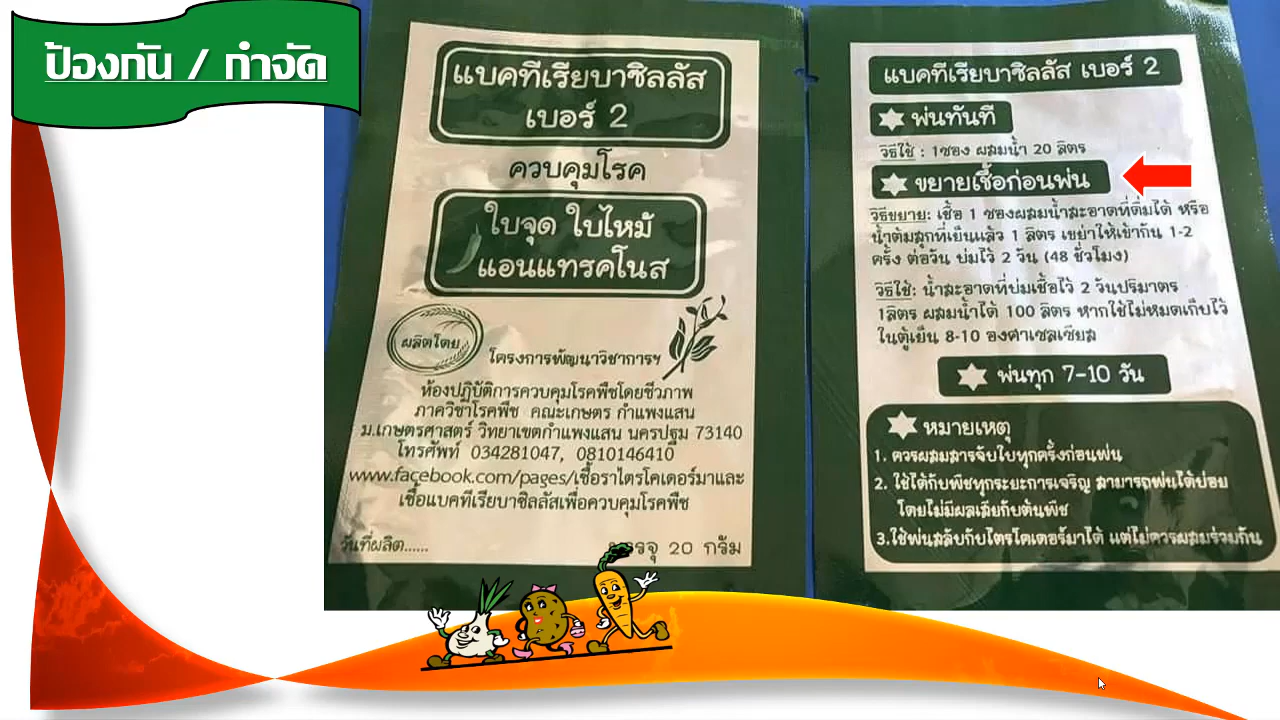 ป้องกัน / กำจัด
แบคทีเรียบาซิลลัส
เบอร์ 2
ควบคุมโรค
ใบจุด ใบไหม้
แอนแทรคโนส
ผลิตโดย
โครงการพัฒนาวิชาการฯ
ห้องปฏิบัติการควบคุมโรคพืชโดยชีวภาพ
ภาควิชาโรคพืช คณะเกษตร กำแพงแสน
ม.เกษตรศาสตร์ วิทยาเขตกำแพงแสน นครปฐม 73140
โทรศัพท์ 034281047, 0810146410
www.facebook.com/pages/เชื้อราไตรโคเดอร์มาและ
เชื้อแบคทีเรียบาซิลลัสเพื่อควบคุมโรคพืช
วันที่ผลิต......
บรรจุ 20 กรัม
แบคทีเรียบาซิลลัส เบอร์ 2
พ่นทันที
วิธีใช้ : 1ซอง ผสมน้ำ 20 ลิตร
ขยายเชื้อก่อนพ่น
วิธีขยาย: เชื้อ 1 ซองผสมน้ำสะอาดที่ดื่มได้ หรือ
น้ำต้มสุกที่เย็นแล้ว 1 ลิตร เขย่าให้เข้ากัน 1-2
ครั้ง ต่อวัน บ่มไว้ 2 วัน (48 ชั่วโมง)
วิธีใช้: น้ำสะอาดที่บ่มเชื้อไว้ 2 วันปริมาตร
1ลิตร ผสมน้ำได้ 100 ลิตร หากใช้ไม่หมดเก็บไว้
ในตู้เย็น 8-10 องศาเซลเซียส
พ่นทุก 7-10 วัน
หมายเหตุ
1. ควรผสมสารจับใบทุกครั้งก่อนพ่น
2. ใช้ได้กับพืชทุกระยะการเจริญ สามารถพ่นได้บ่อย
โดยไม่มีผลเสียกับต้นพืช
3.ใช้พ่นสลับกับไตรโคเดอร์มาได้ แต่ไม่ควรผสมร่วมกัน